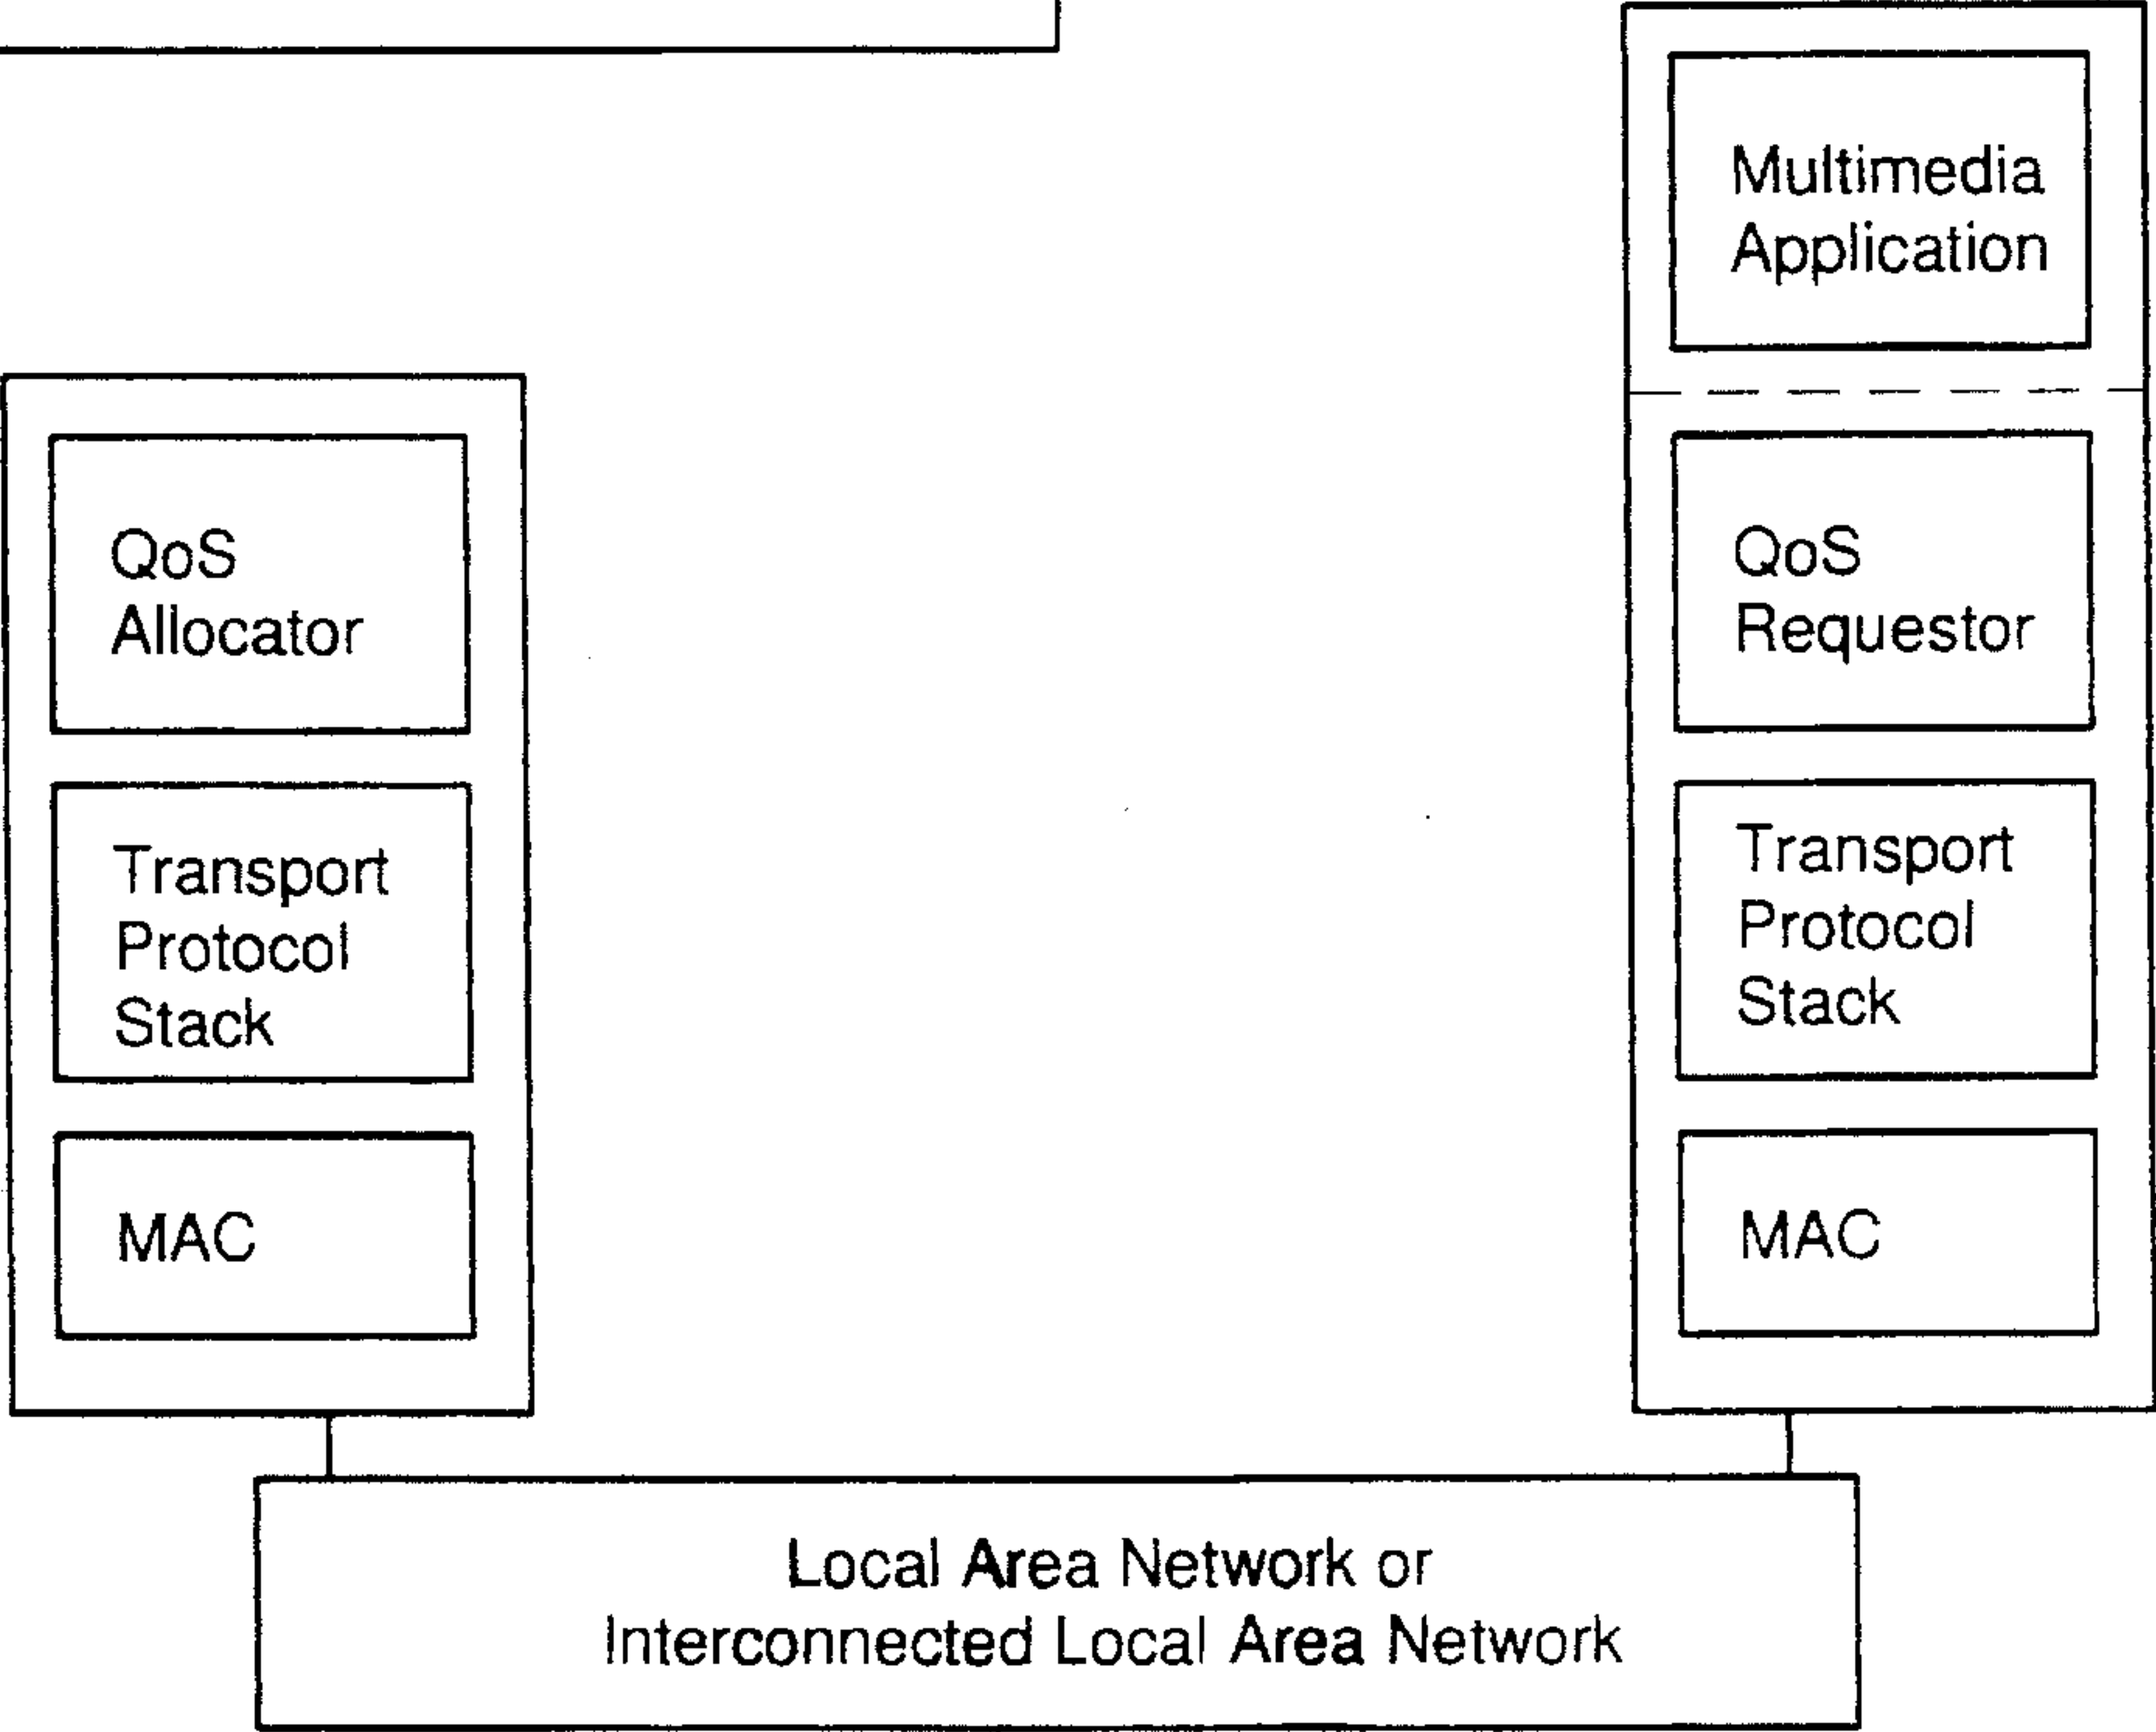 Multimedia
Application
QoS
Allocator
Transport
Protocol
Stack
MAC
QoS
Requestor
Transport
Protocol
Stack
MAC
Local Area Network or
Interconnected Local Area Network